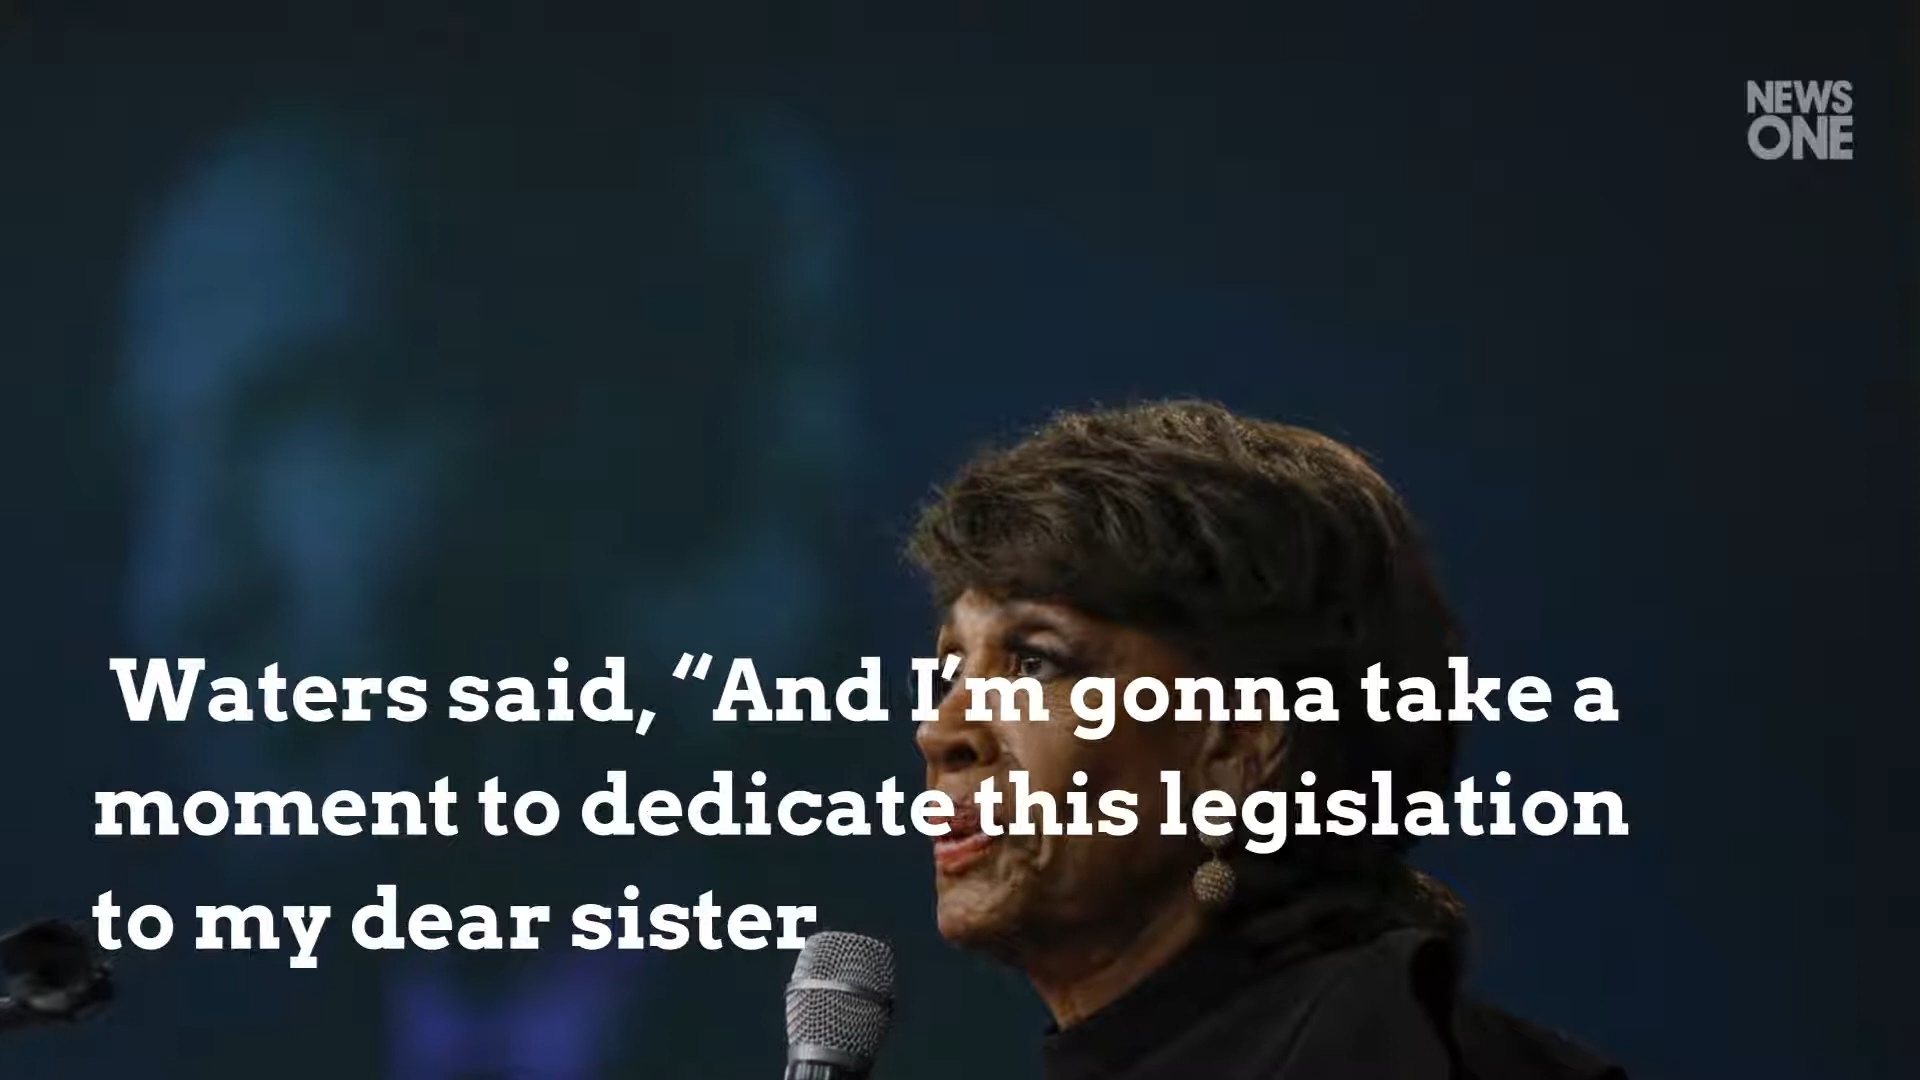 NEWS
ONE
Waters said, “And I’m gonna take a
moment to dedicate this legislation
to my dear sister